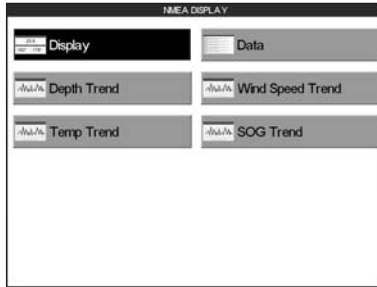 NMEA DISPLAY
Display
Data
Depth Trend
Wind Speed Trend
Temp Trend
SOG Trend